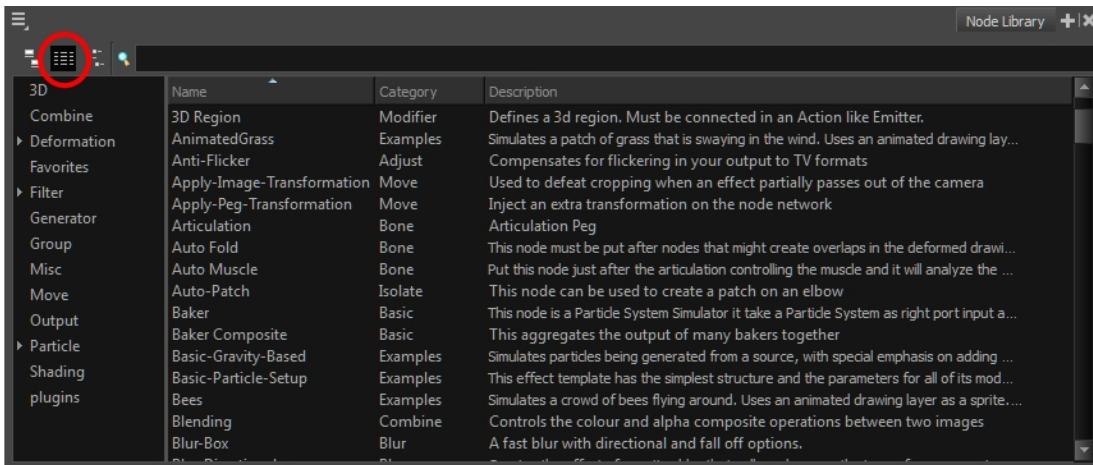 Node Library
3D
Combine
Deformation
Favorites
Filter
Generator
Group
Misc
Move
Output
Particle
Shading
plugins
Name Category Description
3D Region Modifier Defines a 3d region. Must be connected in an Action like Emitter.
AnimatedGrass Examples Simulates a patch of grass that is swaying in the wind. Uses an animated drawing lay...
Anti-Flicker Adjust Compensates for flickering in your output to TV formats
Apply-Image-Transformation Move Used to defeat cropping when an effect partially passes out of the camera
Apply-Peg-Transformation Move Inject an extra transformation on the node network
Articulation Bone Articulation Peg
Auto Fold Bone This node must be put after nodes that might create overlaps in the deformed drawi...
Auto Muscle Bone Put this node just after the articulation controlling the muscle and it will analyze the ...
Auto-Patch Isolate This node can be used to create a patch on an elbow
Baker Basic This node is a Particle System Simulator it take a Particle System as right port input a...
Baker Composite Basic This aggregates the output of many bakers together
Basic-Gravity-Based Examples Simulates particles being generated from a source, with special emphasis on adding ...
Basic-Particle-Setup Examples This effect template has the simplest structure and the parameters for all of its mod...
Bees Examples Simulates a crowd of bees flying around. Uses an animated drawing layer as a sprite....
Blending Combine Controls the colour and alpha composite operations between two images
Blur-Box Blur A fast blur with directional and fall off options.